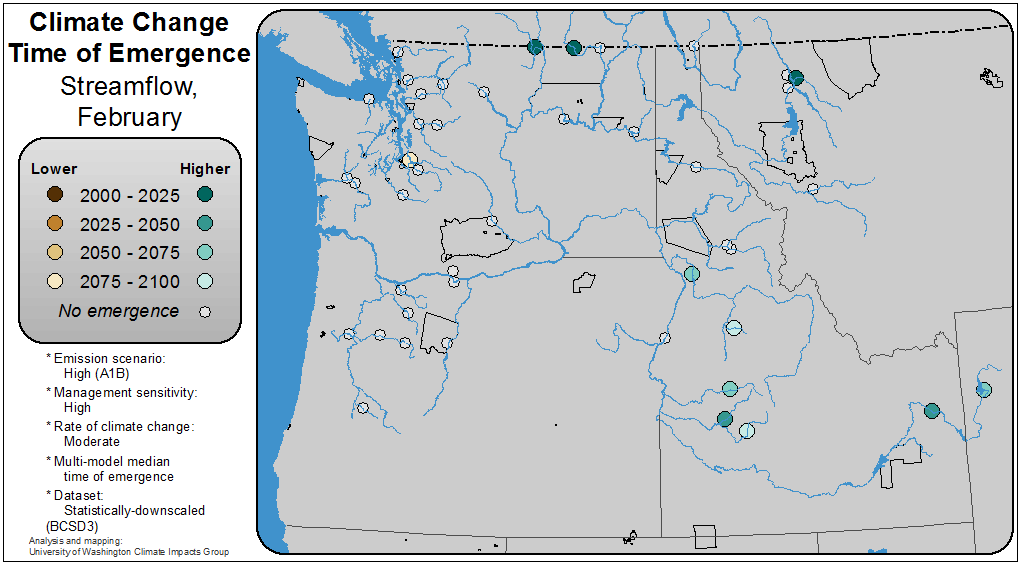 Climate Change
Time of Emergence
Streamflow,
February
Lower Higher
2000 - 2025
2025 - 2050
2050 - 2075
2075 - 2100
No emergence
* Emission scenario:
High (A1B)
* Management sensitivity:
High
* Rate of climate change:
Moderate
* Multi-model median
time of emergence
* Dataset:
Statistically-downscaled
(BCSD3)
Analysis and mapping:
University of Washington Climate Impacts Group